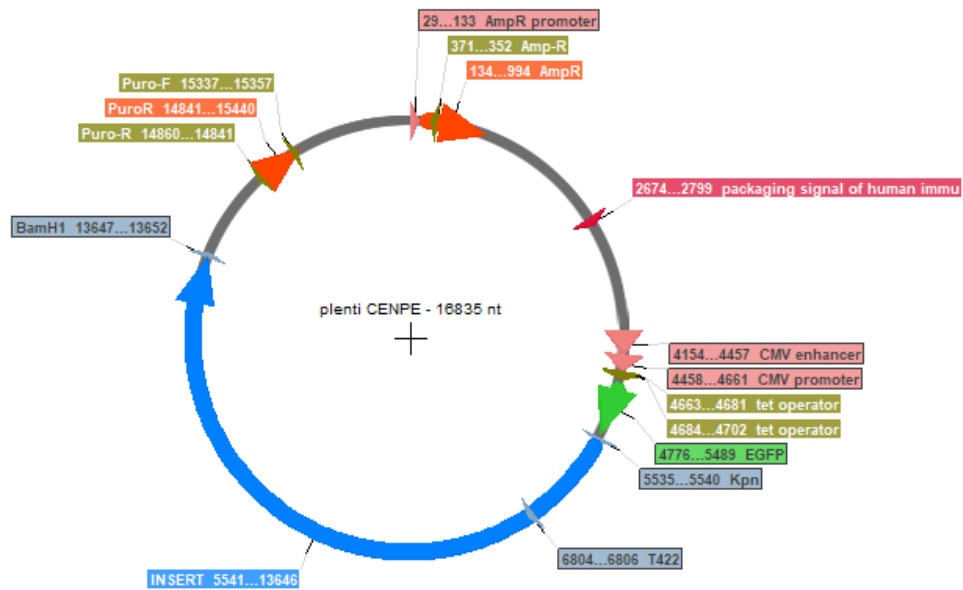 29...133 AmpR promoter
371...352 Amp-R
134...994 AmpR
Puro-F 15337...15357
PuroR 14841...15440
Puro-R 14860...14841
2674...2799 packaging signal of human immu
BamH1 13647...13652
plenti CENPE - 16835 nt
4154...4457 CMV enhancer
4458...4661 CMV promoter
4663...4681 tet operator
4684...4702 tet operator
4776...5489 EGFP
5535...5540 Kpn
6804...6806 T422
INSERT 5541...13646